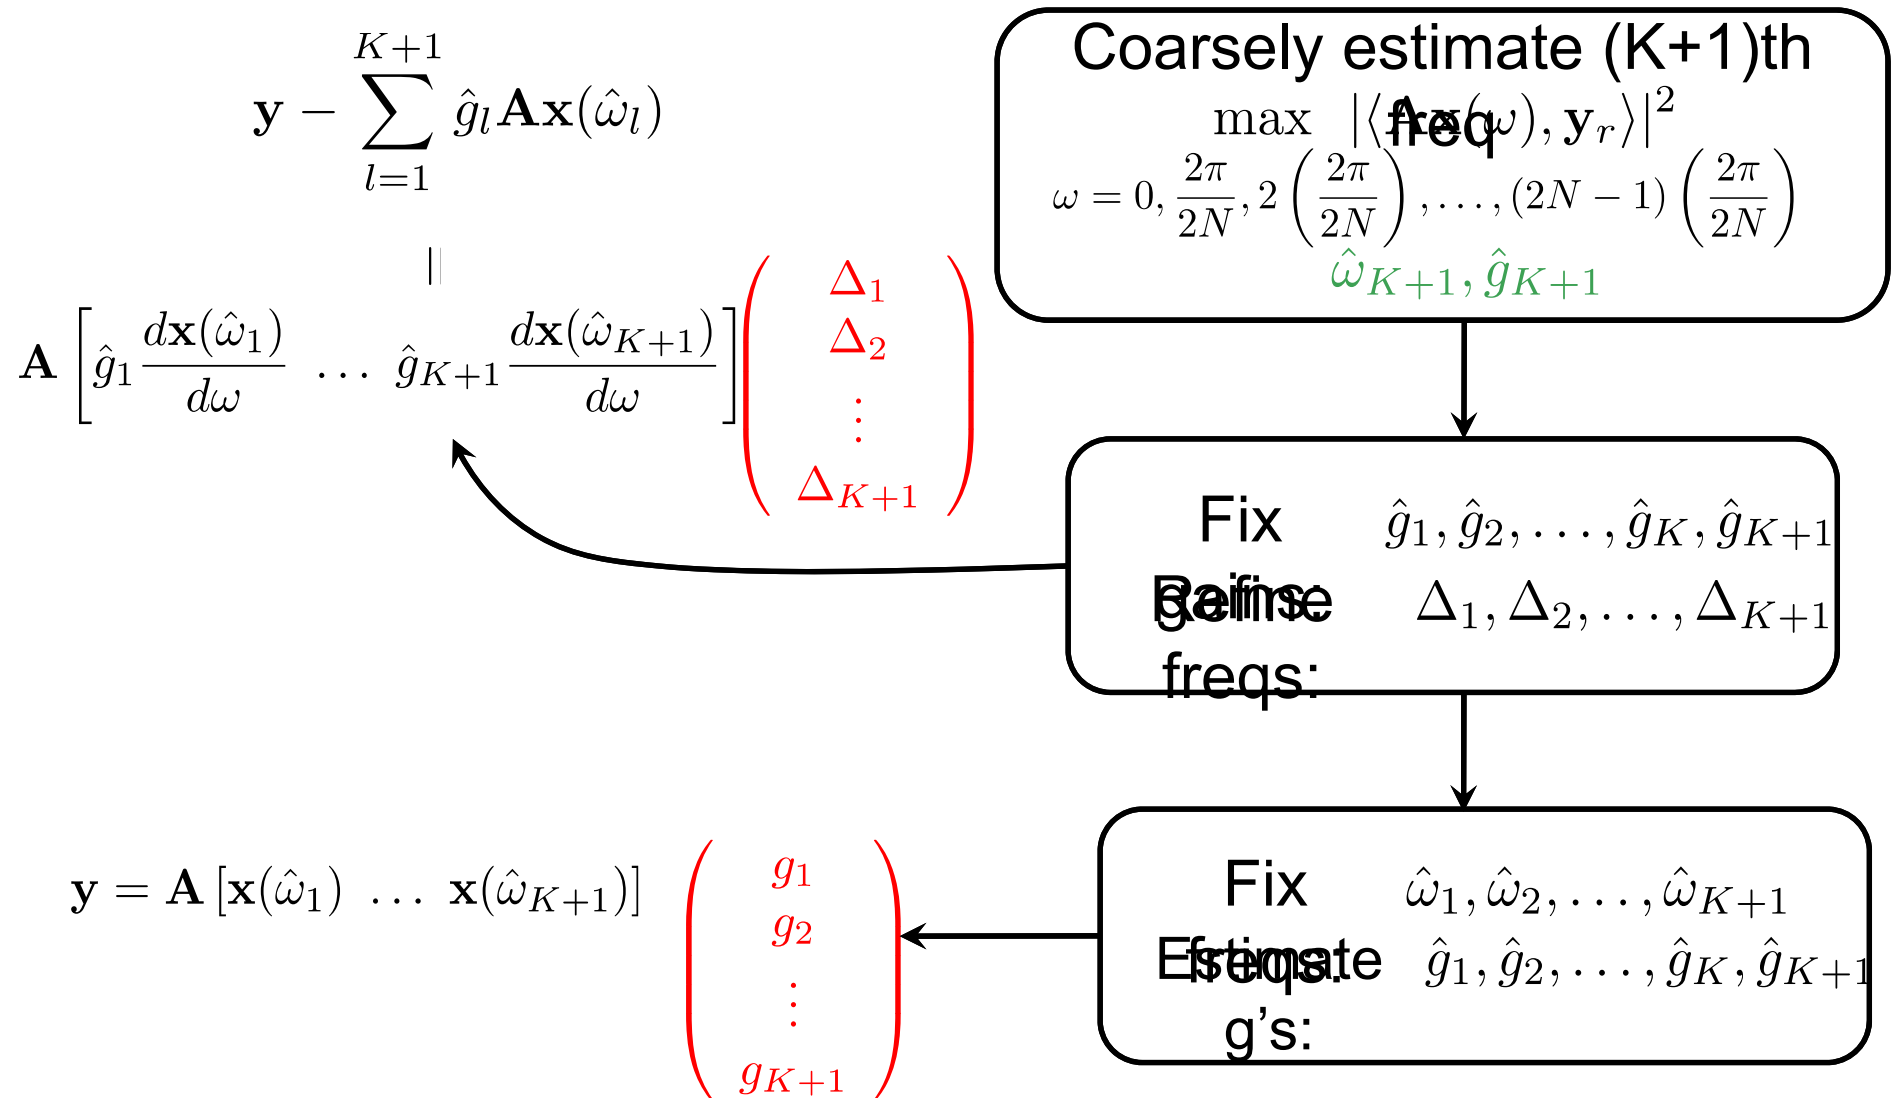 y − ∑_{l=1}^{K+1} ĝ_l A x(ω̂_l)
||
A [ ĝ_1 dx(ω̂_1)/dω … ĝ_{K+1} dx(ω̂_{K+1})/dω ] ( Δ_1 Δ_2 ⋮ Δ_{K+1} )
Coarsely estimate (K+1)th
freq
max |⟨Ax(ω), y_r⟩|^2
ω = 0, 2π/2N, 2 (2π/2N), …, (2N − 1) (2π/2N)
ω̂_{K+1}, ĝ_{K+1}
Fix
gains:
ĝ_1, ĝ_2, …, ĝ_K, ĝ_{K+1}
Refine
freqs:
Δ_1, Δ_2, …, Δ_{K+1}
y = A [x(ω̂_1) … x(ω̂_{K+1})] ( g_1 g_2 ⋮ g_{K+1} )
Fix
freqs:
ω̂_1, ω̂_2, …, ω̂_{K+1}
Estimate
g’s:
ĝ_1, ĝ_2, …, ĝ_K, ĝ_{K+1}